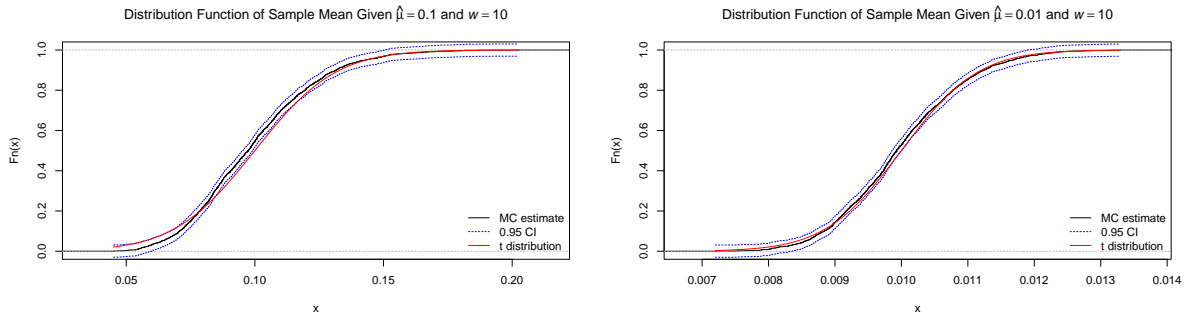 Distribution Function of Sample Mean Given μ̂ = 0.1 and w = 10
Fn(x)
1.0
0.8
0.6
0.4
0.2
0.0
MC estimate
0.95 CI
t distribution
0.05 0.10 0.15 0.20
x
Distribution Function of Sample Mean Given μ̂ = 0.01 and w = 10
Fn(x)
1.0
0.8
0.6
0.4
0.2
0.0
MC estimate
0.95 CI
t distribution
0.007 0.008 0.009 0.010 0.011 0.012 0.013 0.014
x